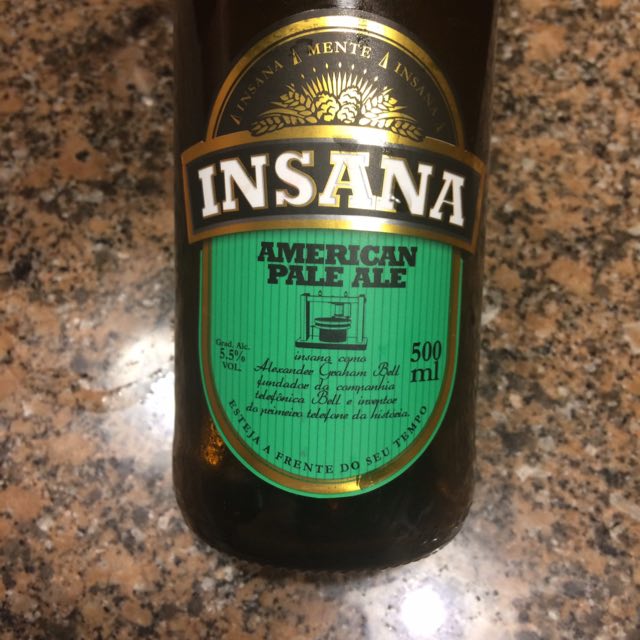 INSANA MENTE INSANA
INSANA
AMERICAN
PALE ALE
Grad. Alc.
5.5%
VOL.
500
ml
insana como
Alexander Graham Bell
fundador da companhia
telefônica Bell e inventor
do primeiro telefone da história.
ESTEJA A FRENTE DO SEU TEMPO